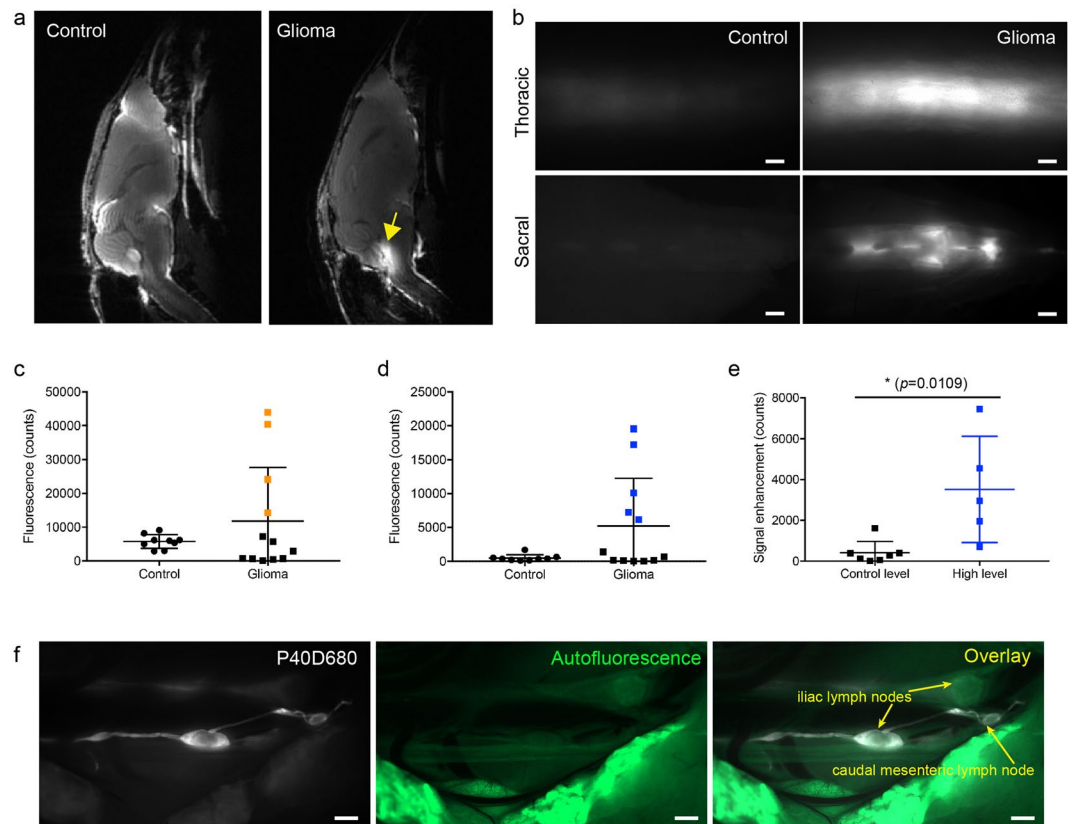 a
Control
Glioma
b
Control
Glioma
Thoracic
Sacral
c
50000
40000
30000
20000
10000
0
Fluorescence (counts)
Control
Glioma
d
25000
20000
15000
10000
5000
0
Fluorescence (counts)
Control
Glioma
e
* (p=0.0109)
8000
6000
4000
2000
0
Signal enhancement (counts)
Control level
High level
f
P40D680
Autofluorescence
Overlay
iliac lymph nodes
caudal mesenteric lymph node